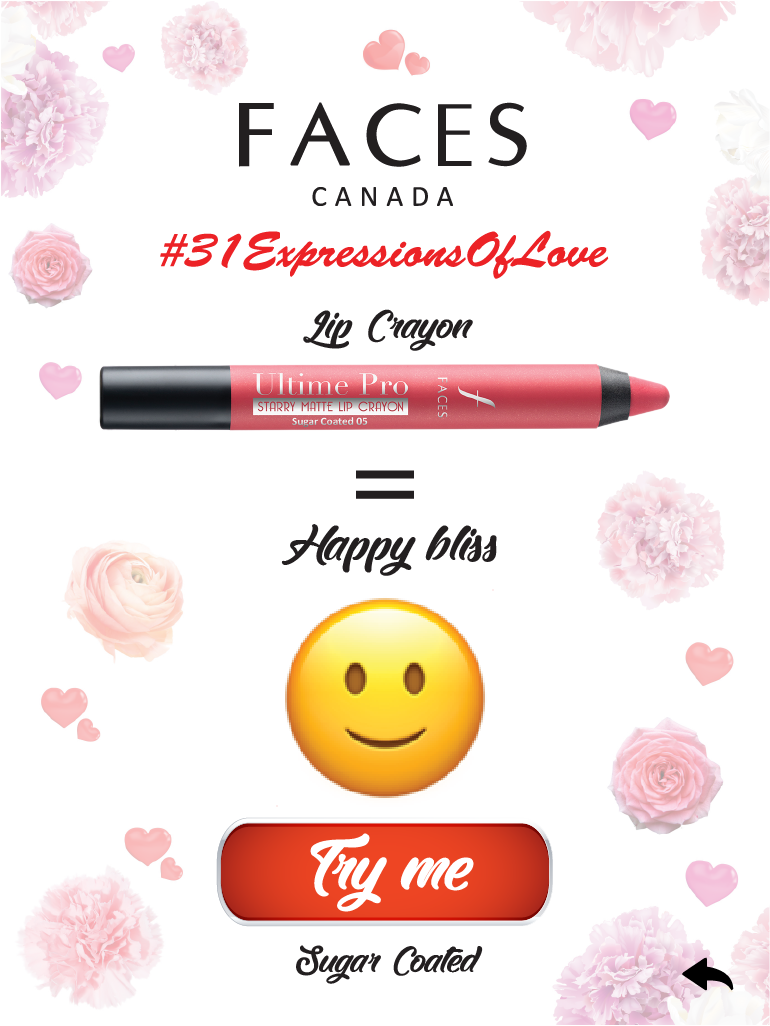 FACES
CANADA
#31ExpressionsOfLove
Lip Crayon
Ultime Pro
STARRY MATTE LIP CRAYON
Sugar Coated 05
FACES
f
=
Happy bliss
Try me
Sugar Coated